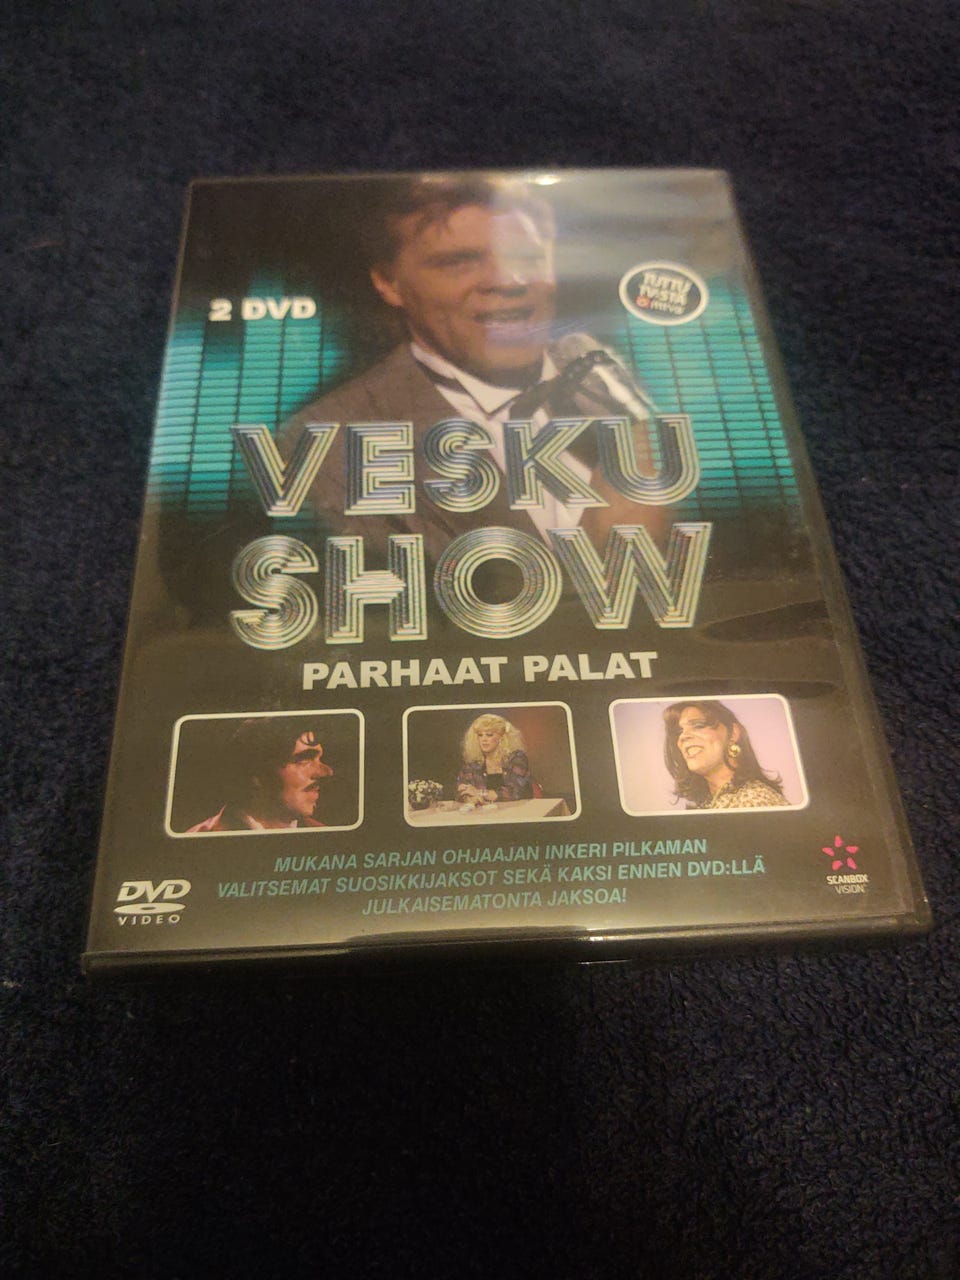 2 DVD
TUTTU
TV:STÄ
mtv3
VESKU
SHOW
PARHAAT PALAT
MUKANA SARJAN OHJAAJAN INKERI PILKAMAN
VALITSEMAT SUOSIKKIJAKSOT SEKÄ KAKSI ENNEN DVD:LLÄ
JULKAISEMATONTA JAKSOA!
DVD
VIDEO
SCANBOX
VISION